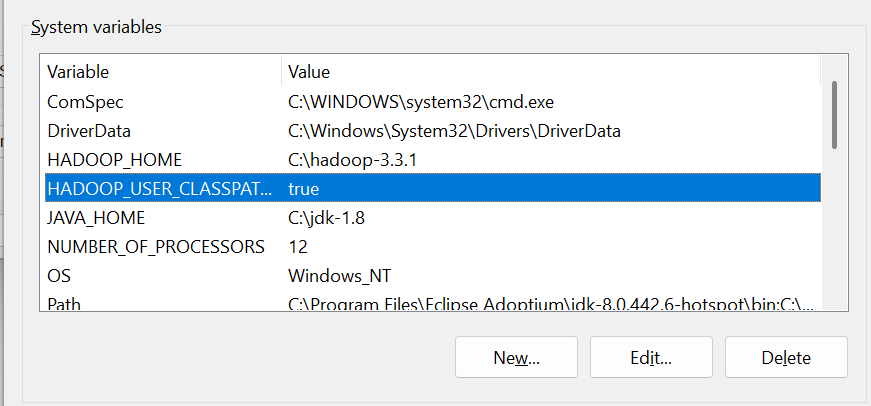 System variables
Variable Value
ComSpec C:\WINDOWS\system32\cmd.exe
DriverData C:\Windows\System32\Drivers\DriverData
HADOOP_HOME C:\hadoop-3.3.1
HADOOP_USER_CLASSPAT... true
JAVA_HOME C:\jdk-1.8
NUMBER_OF_PROCESSORS 12
OS Windows_NT
Path C:\Program Files\Eclipse Adoptium\jdk-8.0.442.6-hotspot\bin;C:\...
New... Edit... Delete